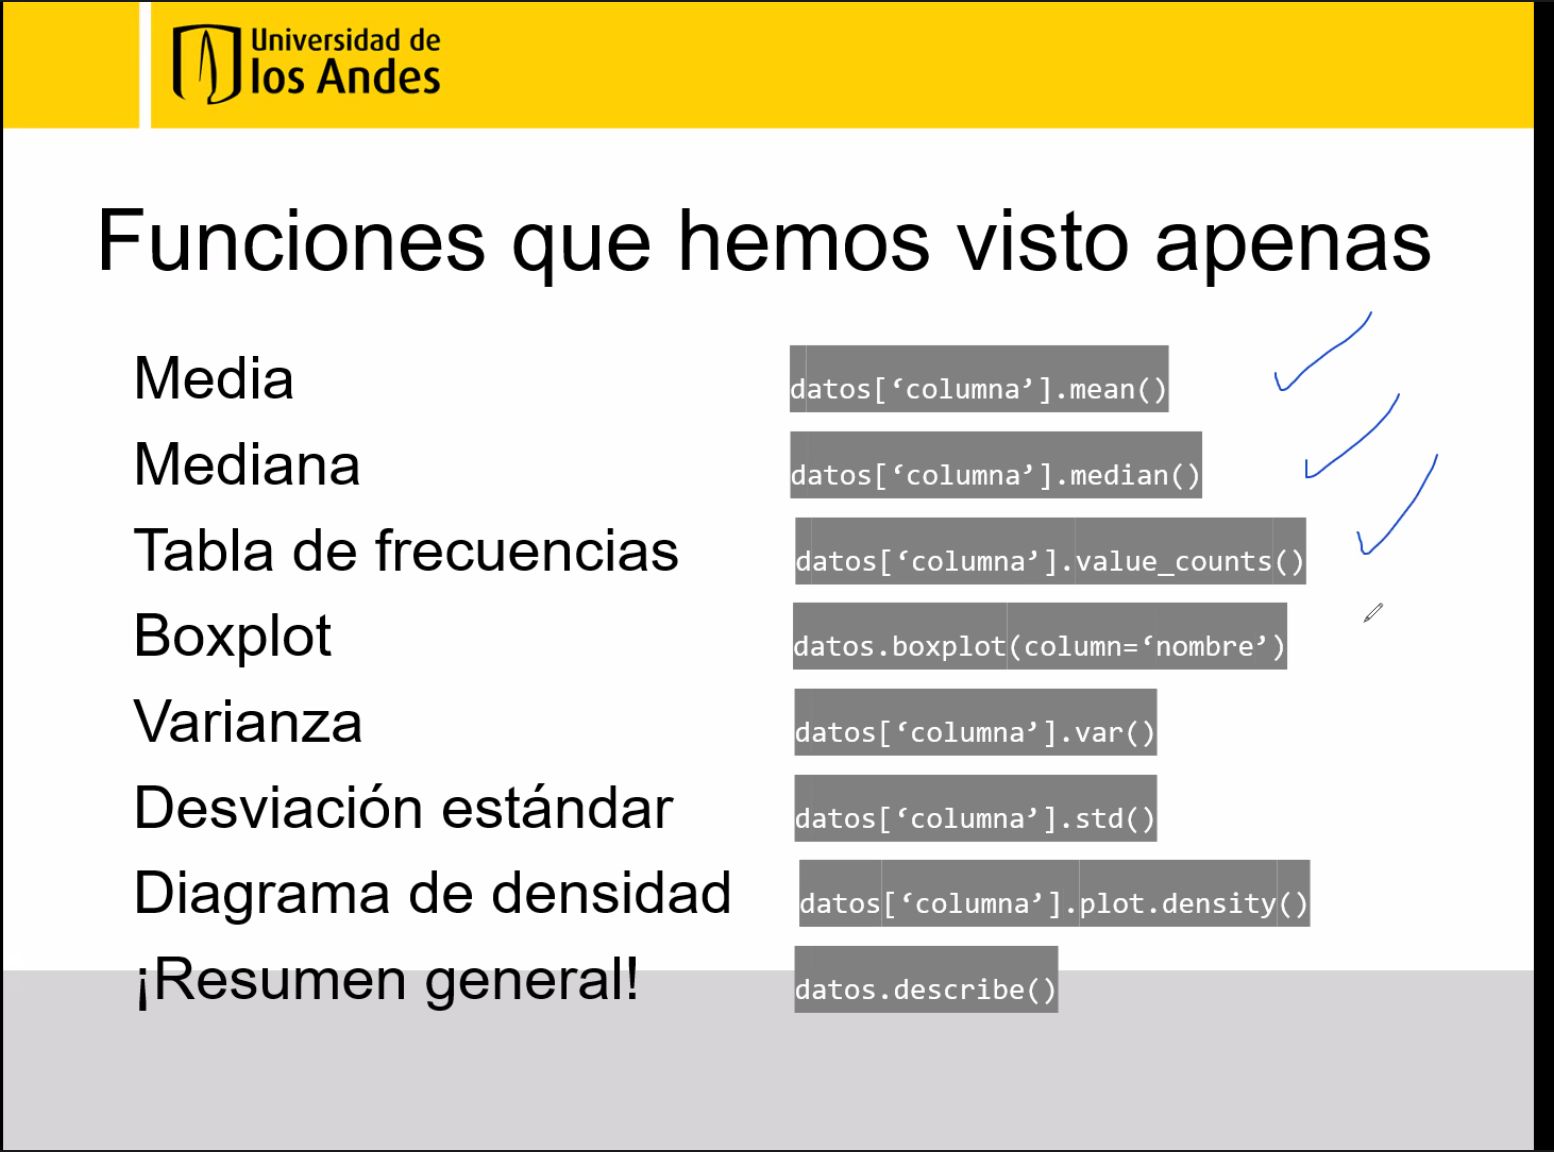 Universidad de
los Andes
Funciones que hemos visto apenas
Media
datos[‘columna’].mean()
Mediana
datos[‘columna’].median()
Tabla de frecuencias
datos[‘columna’].value_counts()
Boxplot
datos.boxplot(column=‘nombre’)
Varianza
datos[‘columna’].var()
Desviación estándar
datos[‘columna’].std()
Diagrama de densidad
datos[‘columna’].plot.density()
¡Resumen general!
datos.describe()